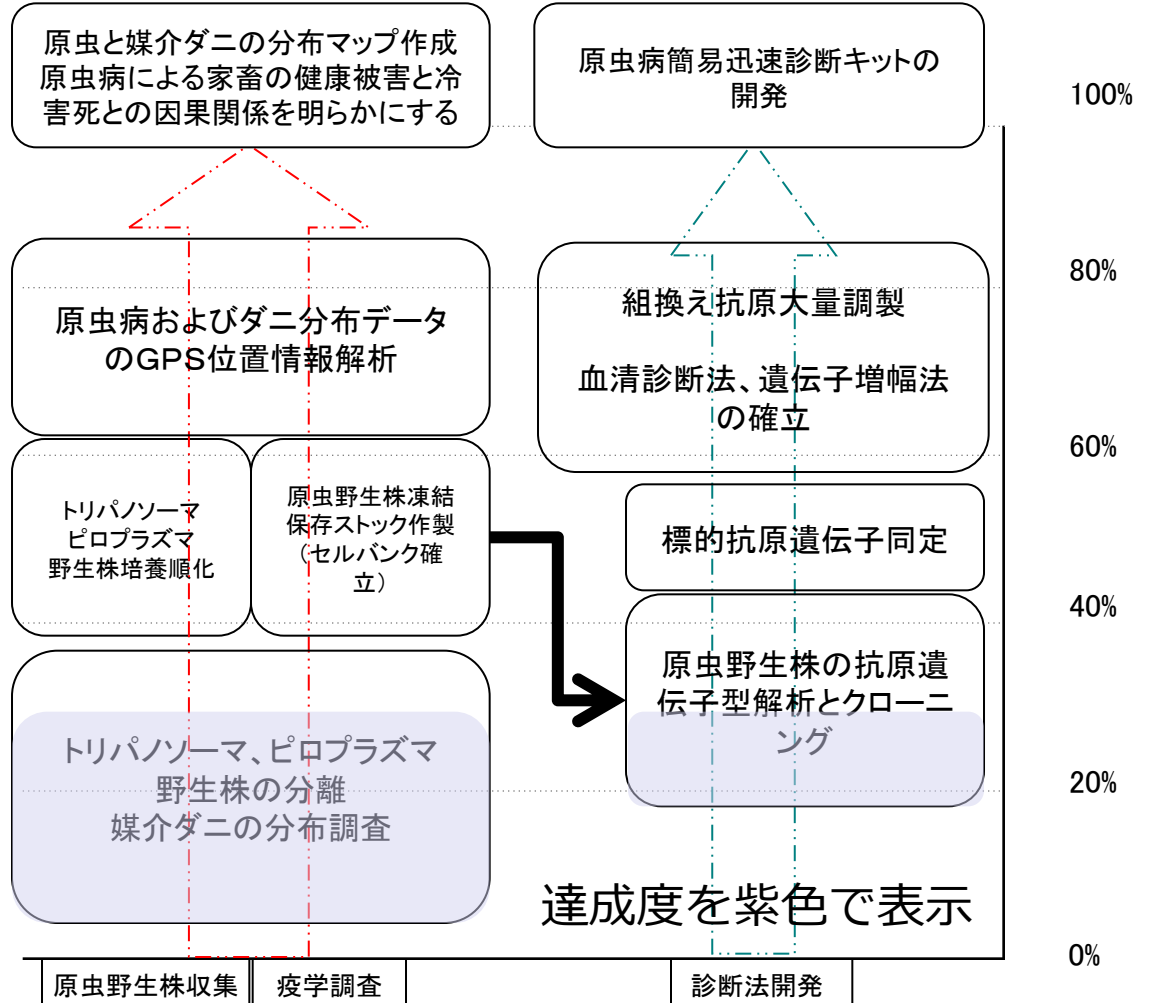 原虫と媒介ダニの分布マップ作成
原虫病による家畜の健康被害と冷
害死との因果関係を明らかにする
原虫病簡易迅速診断キットの
開発
100%
80%
原虫病およびダニ分布データ
のGPS位置情報解析
組換え抗原大量調製
血清診断法、遺伝子増幅法
の確立
60%
トリパノソーマ
ピロプラズマ
野生株培養順化
原虫野生株凍結
保存ストック作製
(セルバンク確
立)
標的抗原遺伝子同定
40%
原虫野生株の抗原遺
伝子型解析とクローニ
ング
トリパノソーマ、ピロプラズマ
野生株の分離
媒介ダニの分布調査
20%
達成度を紫色で表示
0%
原虫野生株収集
疫学調査
診断法開発